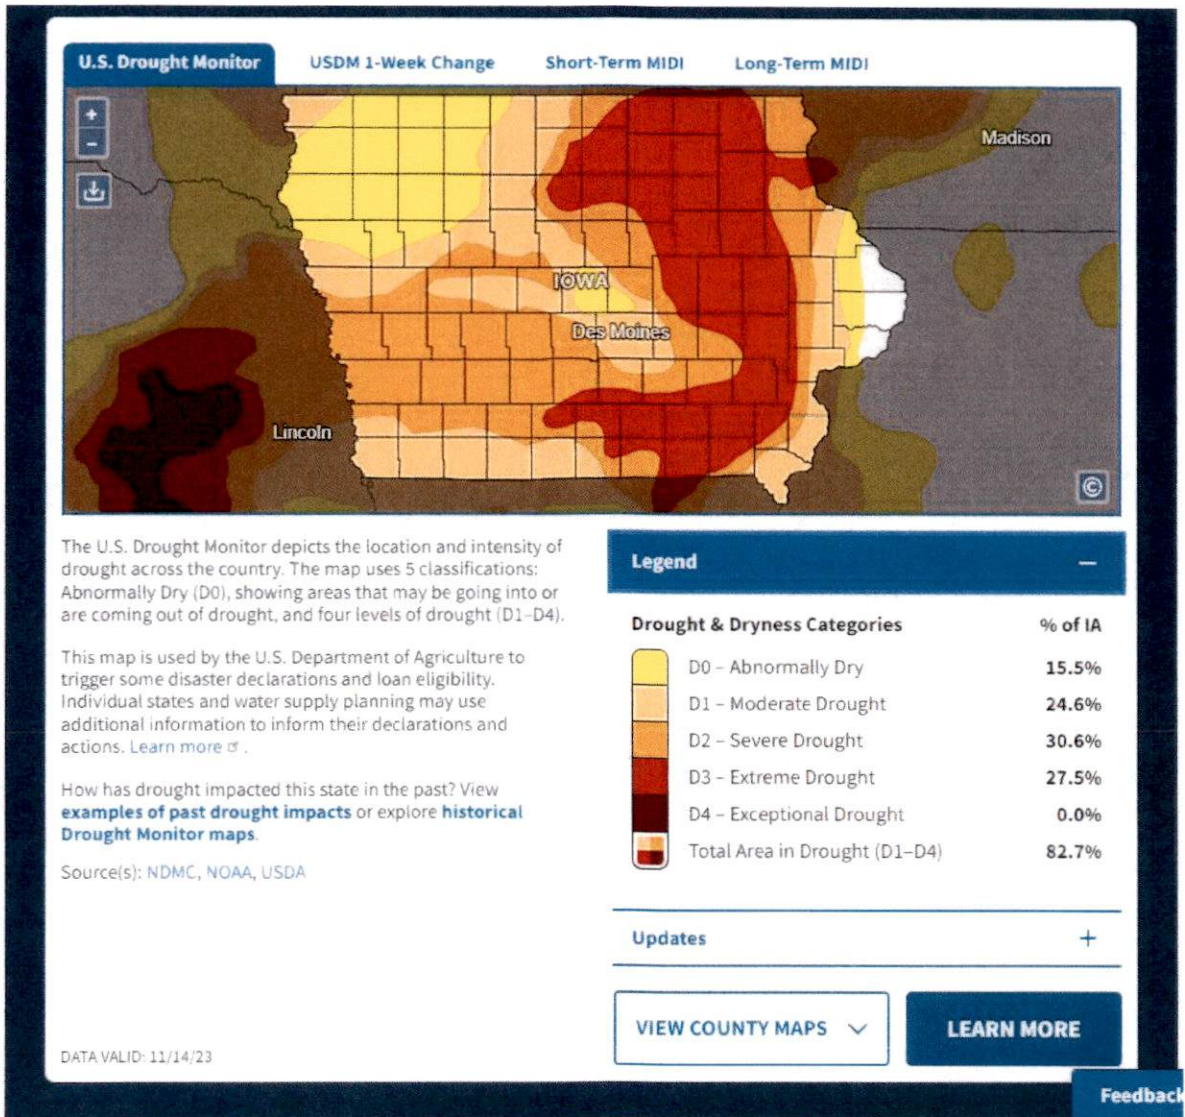 U.S. Drought Monitor USDM 1-Week Change Short-Term MIDI Long-Term MIDI
+
-
Madison
IOWA
Des Moines
Lincoln
©
The U.S. Drought Monitor depicts the location and intensity of
drought across the country. The map uses 5 classifications:
Abnormally Dry (D0), showing areas that may be going into or
are coming out of drought, and four levels of drought (D1–D4).
This map is used by the U.S. Department of Agriculture to
trigger some disaster declarations and loan eligibility.
Individual states and water supply planning may use
additional information to inform their declarations and
actions. Learn more .
How has drought impacted this state in the past? View
examples of past drought impacts or explore historical
Drought Monitor maps.
Source(s): NDMC, NOAA, USDA
DATA VALID: 11/14/23
Legend –
Drought & Dryness Categories % of IA
D0 – Abnormally Dry 15.5%
D1 – Moderate Drought 24.6%
D2 – Severe Drought 30.6%
D3 – Extreme Drought 27.5%
D4 – Exceptional Drought 0.0%
Total Area in Drought (D1–D4) 82.7%
Updates +
VIEW COUNTY MAPS LEARN MORE
Feedback